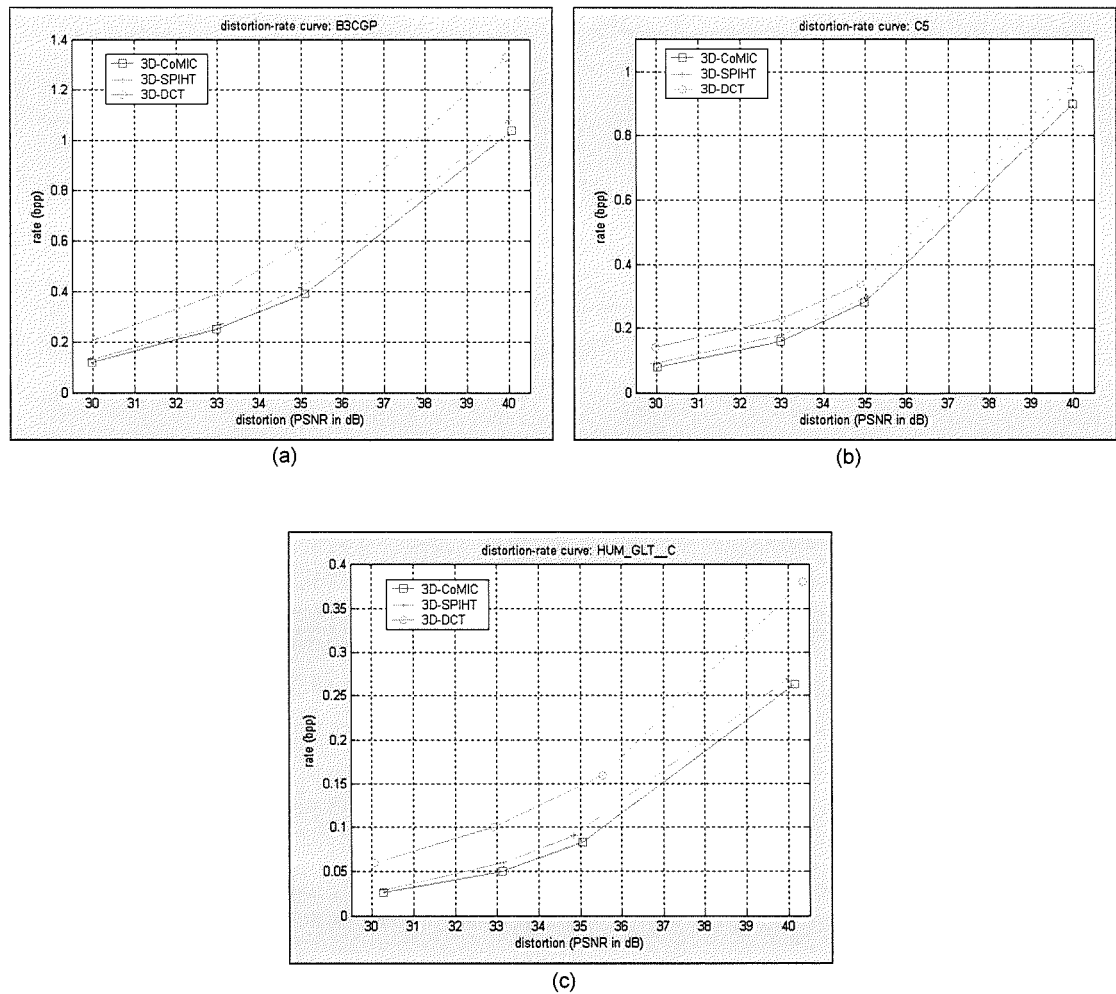 distortion-rate curve: B3CGP
1.4
1.2
1
0.8
0.6
0.4
0.2
0
rate (bpp)
3D-CoMIC
3D-SPIHT
3D-DCT
30 31 32 33 34 35 36 37 38 39 40
distortion (PSNR in dB)
(a)
distortion-rate curve: C5
1
0.8
0.6
0.4
0.2
0
rate (bpp)
3D-CoMIC
3D-SPIHT
3D-DCT
30 31 32 33 34 35 36 37 38 39 40
distortion (PSNR in dB)
(b)
distortion-rate curve: HUM_GLT__C
0.4
0.35
0.3
0.25
0.2
0.15
0.1
0.05
0
rate (bpp)
3D-CoMIC
3D-SPIHT
3D-DCT
30 31 32 33 34 35 36 37 38 39 40
distortion (PSNR in dB)
(c)